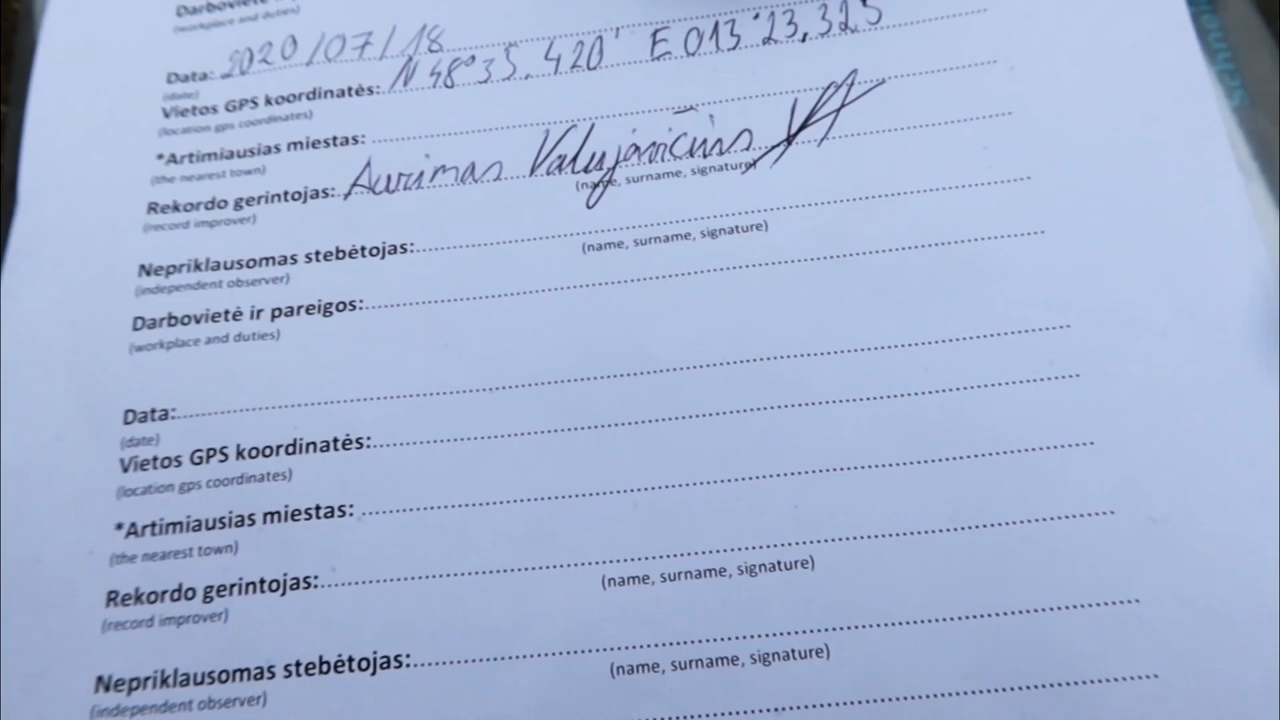 Darbovietė ir
(workplace and duties)
Data: 2020/07/18
(date)
Vietos GPS koordinatės: N 48°35.420' E 013°23,325
(location gps coordinates)
*Artimiausias miestas:
(the nearest town)
Rekordo gerintojas: Aurimas Valujavičius
(record improver) (name, surname, signature)
Nepriklausomas stebėtojas:
(independent observer) (name, surname, signature)
Darbovietė ir pareigos:
(workplace and duties)
Data:
(date)
Vietos GPS koordinatės:
(location gps coordinates)
*Artimiausias miestas:
(the nearest town)
Rekordo gerintojas:
(record improver) (name, surname, signature)
Nepriklausomas stebėtojas:
(independent observer) (name, surname, signature)